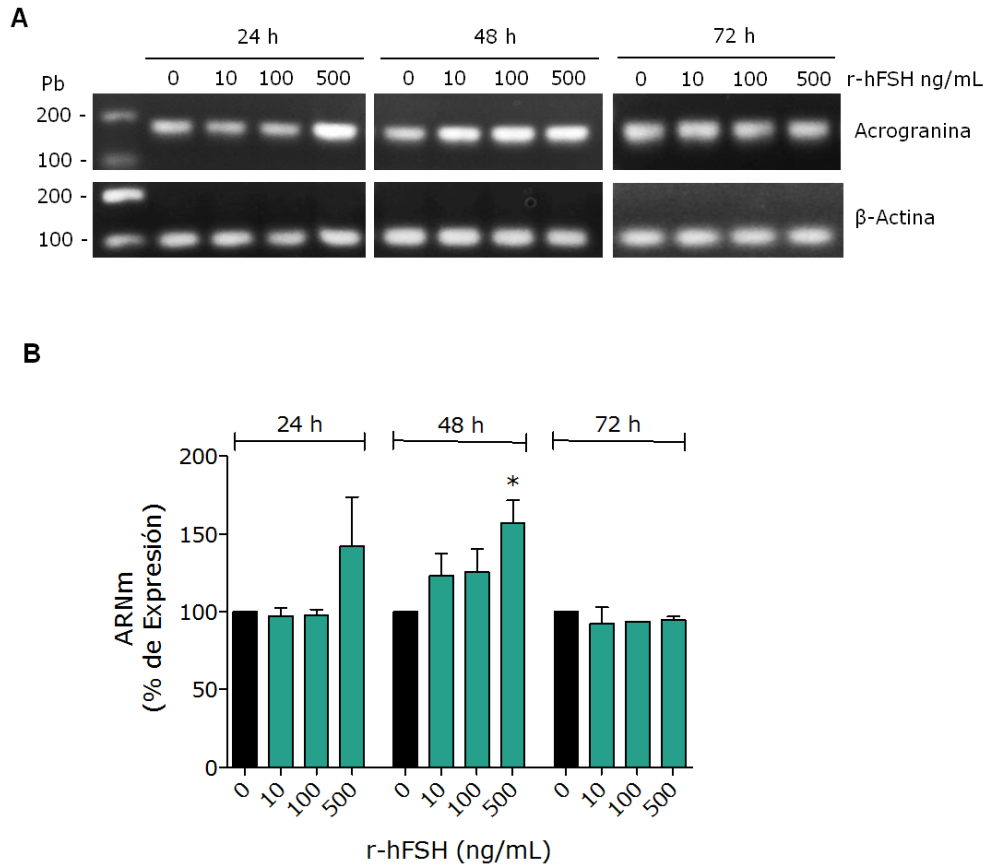 A
24 h 48 h 72 h
Pb 0 10 100 500 0 10 100 500 0 10 100 500 r-hFSH ng/mL
200 -
Acrogranina
100 -
200 -
β-Actina
100 -
B
24 h 48 h 72 h
200
*
150
100
50
0
ARNm
(% de Expresión)
0 10 100 500 0 10 100 500 0 10 100 500
r-hFSH (ng/mL)